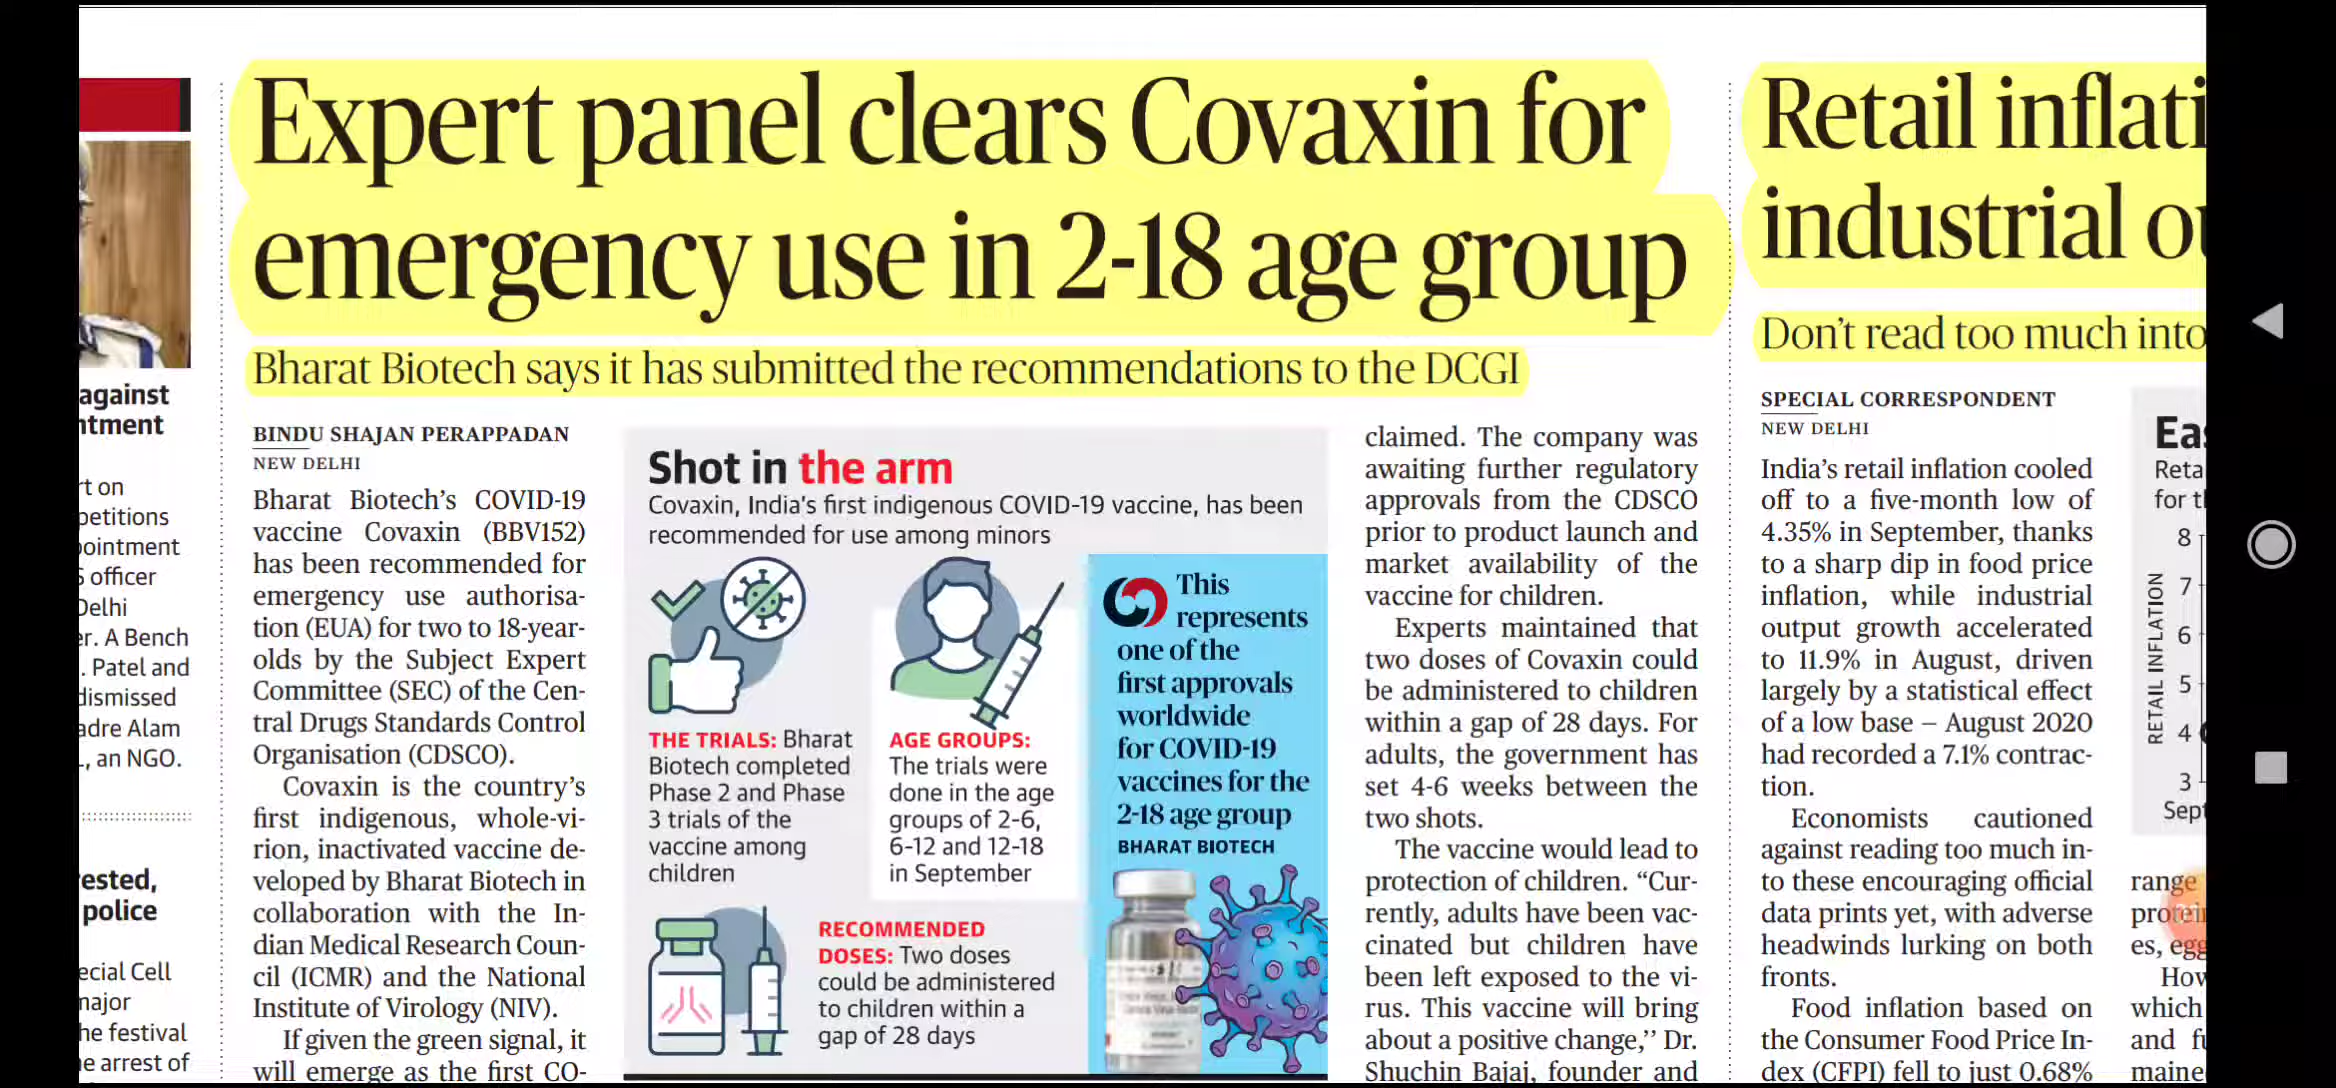 against
ntment
rt on
petitions
pointment
officer
Delhi
er. A Bench
. Patel and
dismissed
adre Alam
., an NGO.
rested,
police
ecial Cell
major
he festival
ne arrest of
Expert panel clears Covaxin for
emergency use in 2-18 age group
Bharat Biotech says it has submitted the recommendations to the DCGI
BINDU SHAJAN PERAPPADAN
NEW DELHI
Bharat Biotech's COVID-19
vaccine Covaxin (BBV152)
has been recommended for
emergency use authorisa-
tion (EUA) for two to 18-year-
olds by the Subject Expert
Committee (SEC) of the Cen-
tral Drugs Standards Control
Organisation (CDSCO).
Covaxin is the country's
first indigenous, whole-vi-
rion, inactivated vaccine de-
veloped by Bharat Biotech in
collaboration with the In-
dian Medical Research Coun-
cil (ICMR) and the National
Institute of Virology (NIV).
If given the green signal, it
will emerge as the first CO-
Shot in the arm
Covaxin, India's first indigenous COVID-19 vaccine, has been
recommended for use among minors
THE TRIALS: Bharat
Biotech completed
Phase 2 and Phase
3 trials of the
vaccine among
children
AGE GROUPS:
The trials were
done in the age
groups of 2-6,
6-12 and 12-18
in September
RECOMMENDED
DOSES: Two doses
could be administered
to children within a
gap of 28 days
This
represents
one of the
first approvals
worldwide
for COVID-19
vaccines for the
2-18 age group
BHARAT BIOTECH
claimed. The company was
awaiting further regulatory
approvals from the CDSCO
prior to product launch and
market availability of the
vaccine for children.
Experts maintained that
two doses of Covaxin could
be administered to children
within a gap of 28 days. For
adults, the government has
set 4-6 weeks between the
two shots.
The vaccine would lead to
protection of children. “Cur-
rently, adults have been vac-
cinated but children have
been left exposed to the vi-
rus. This vaccine will bring
about a positive change,” Dr.
Shuchin Bajaj, founder and
Retail inflati
industrial ou
Don't read too much into
SPECIAL CORRESPONDENT
NEW DELHI
India's retail inflation cooled
off to a five-month low of
4.35% in September, thanks
to a sharp dip in food price
inflation, while industrial
output growth accelerated
to 11.9% in August, driven
largely by a statistical effect
of a low base – August 2020
had recorded a 7.1% contrac-
tion.
Economists cautioned
against reading too much in-
to these encouraging official
data prints yet, with adverse
headwinds lurking on both
fronts.
Food inflation based on
the Consumer Food Price In-
dex (CFPI) fell to just 0.68%
Eas
Reta
for th
RETAIL INFLATION
8
7
6
5
4
3
Sept
range
protein
es, egg
How
which
and fu
maine